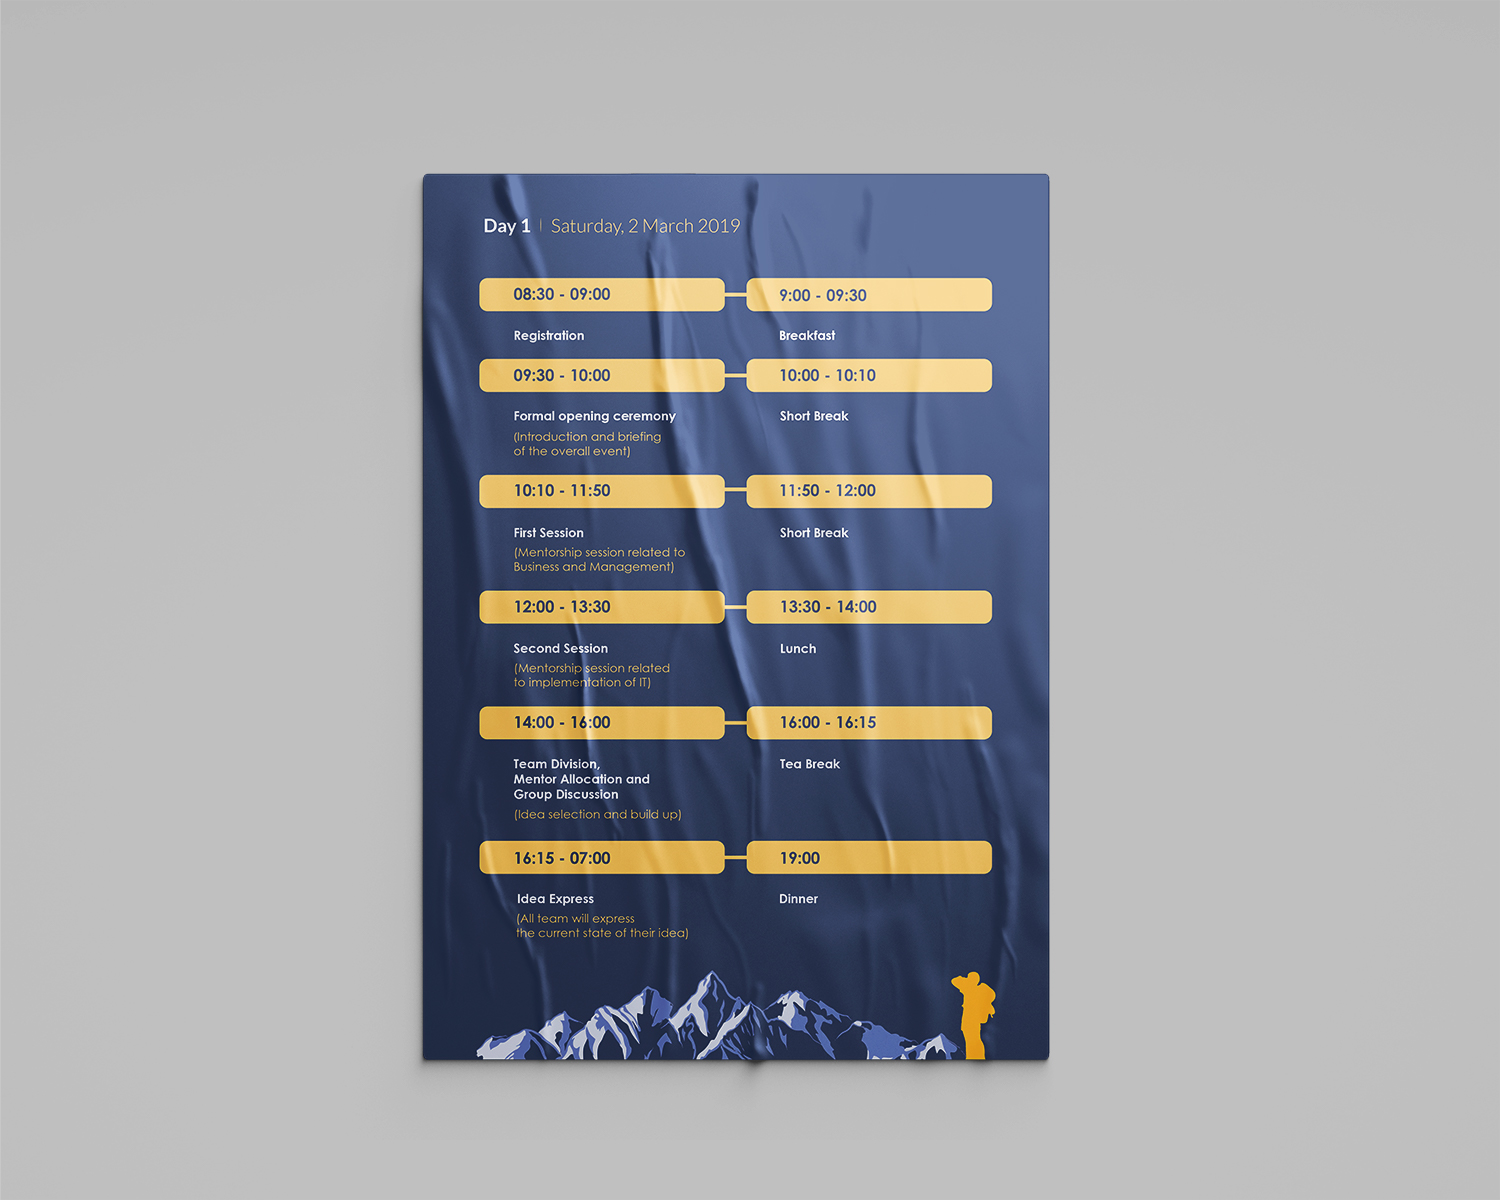 Day 1 | Saturday, 2 March 2019
08:30 - 09:00
9:00 - 09:30
Registration
Breakfast
09:30 - 10:00
10:00 - 10:10
Formal opening ceremony
Short Break
(Introduction and briefing
of the overall event)
10:10 - 11:50
11:50 - 12:00
First Session
Short Break
(Mentorship session related to
Business and Management)
12:00 - 13:30
13:30 - 14:00
Second Session
Lunch
(Mentorship session related
to implementation of IT)
14:00 - 16:00
16:00 - 16:15
Team Division,
Tea Break
Mentor Allocation and
Group Discussion
(Idea selection and build up)
16:15 - 07:00
19:00
Idea Express
Dinner
(All team will express
the current state of their idea)